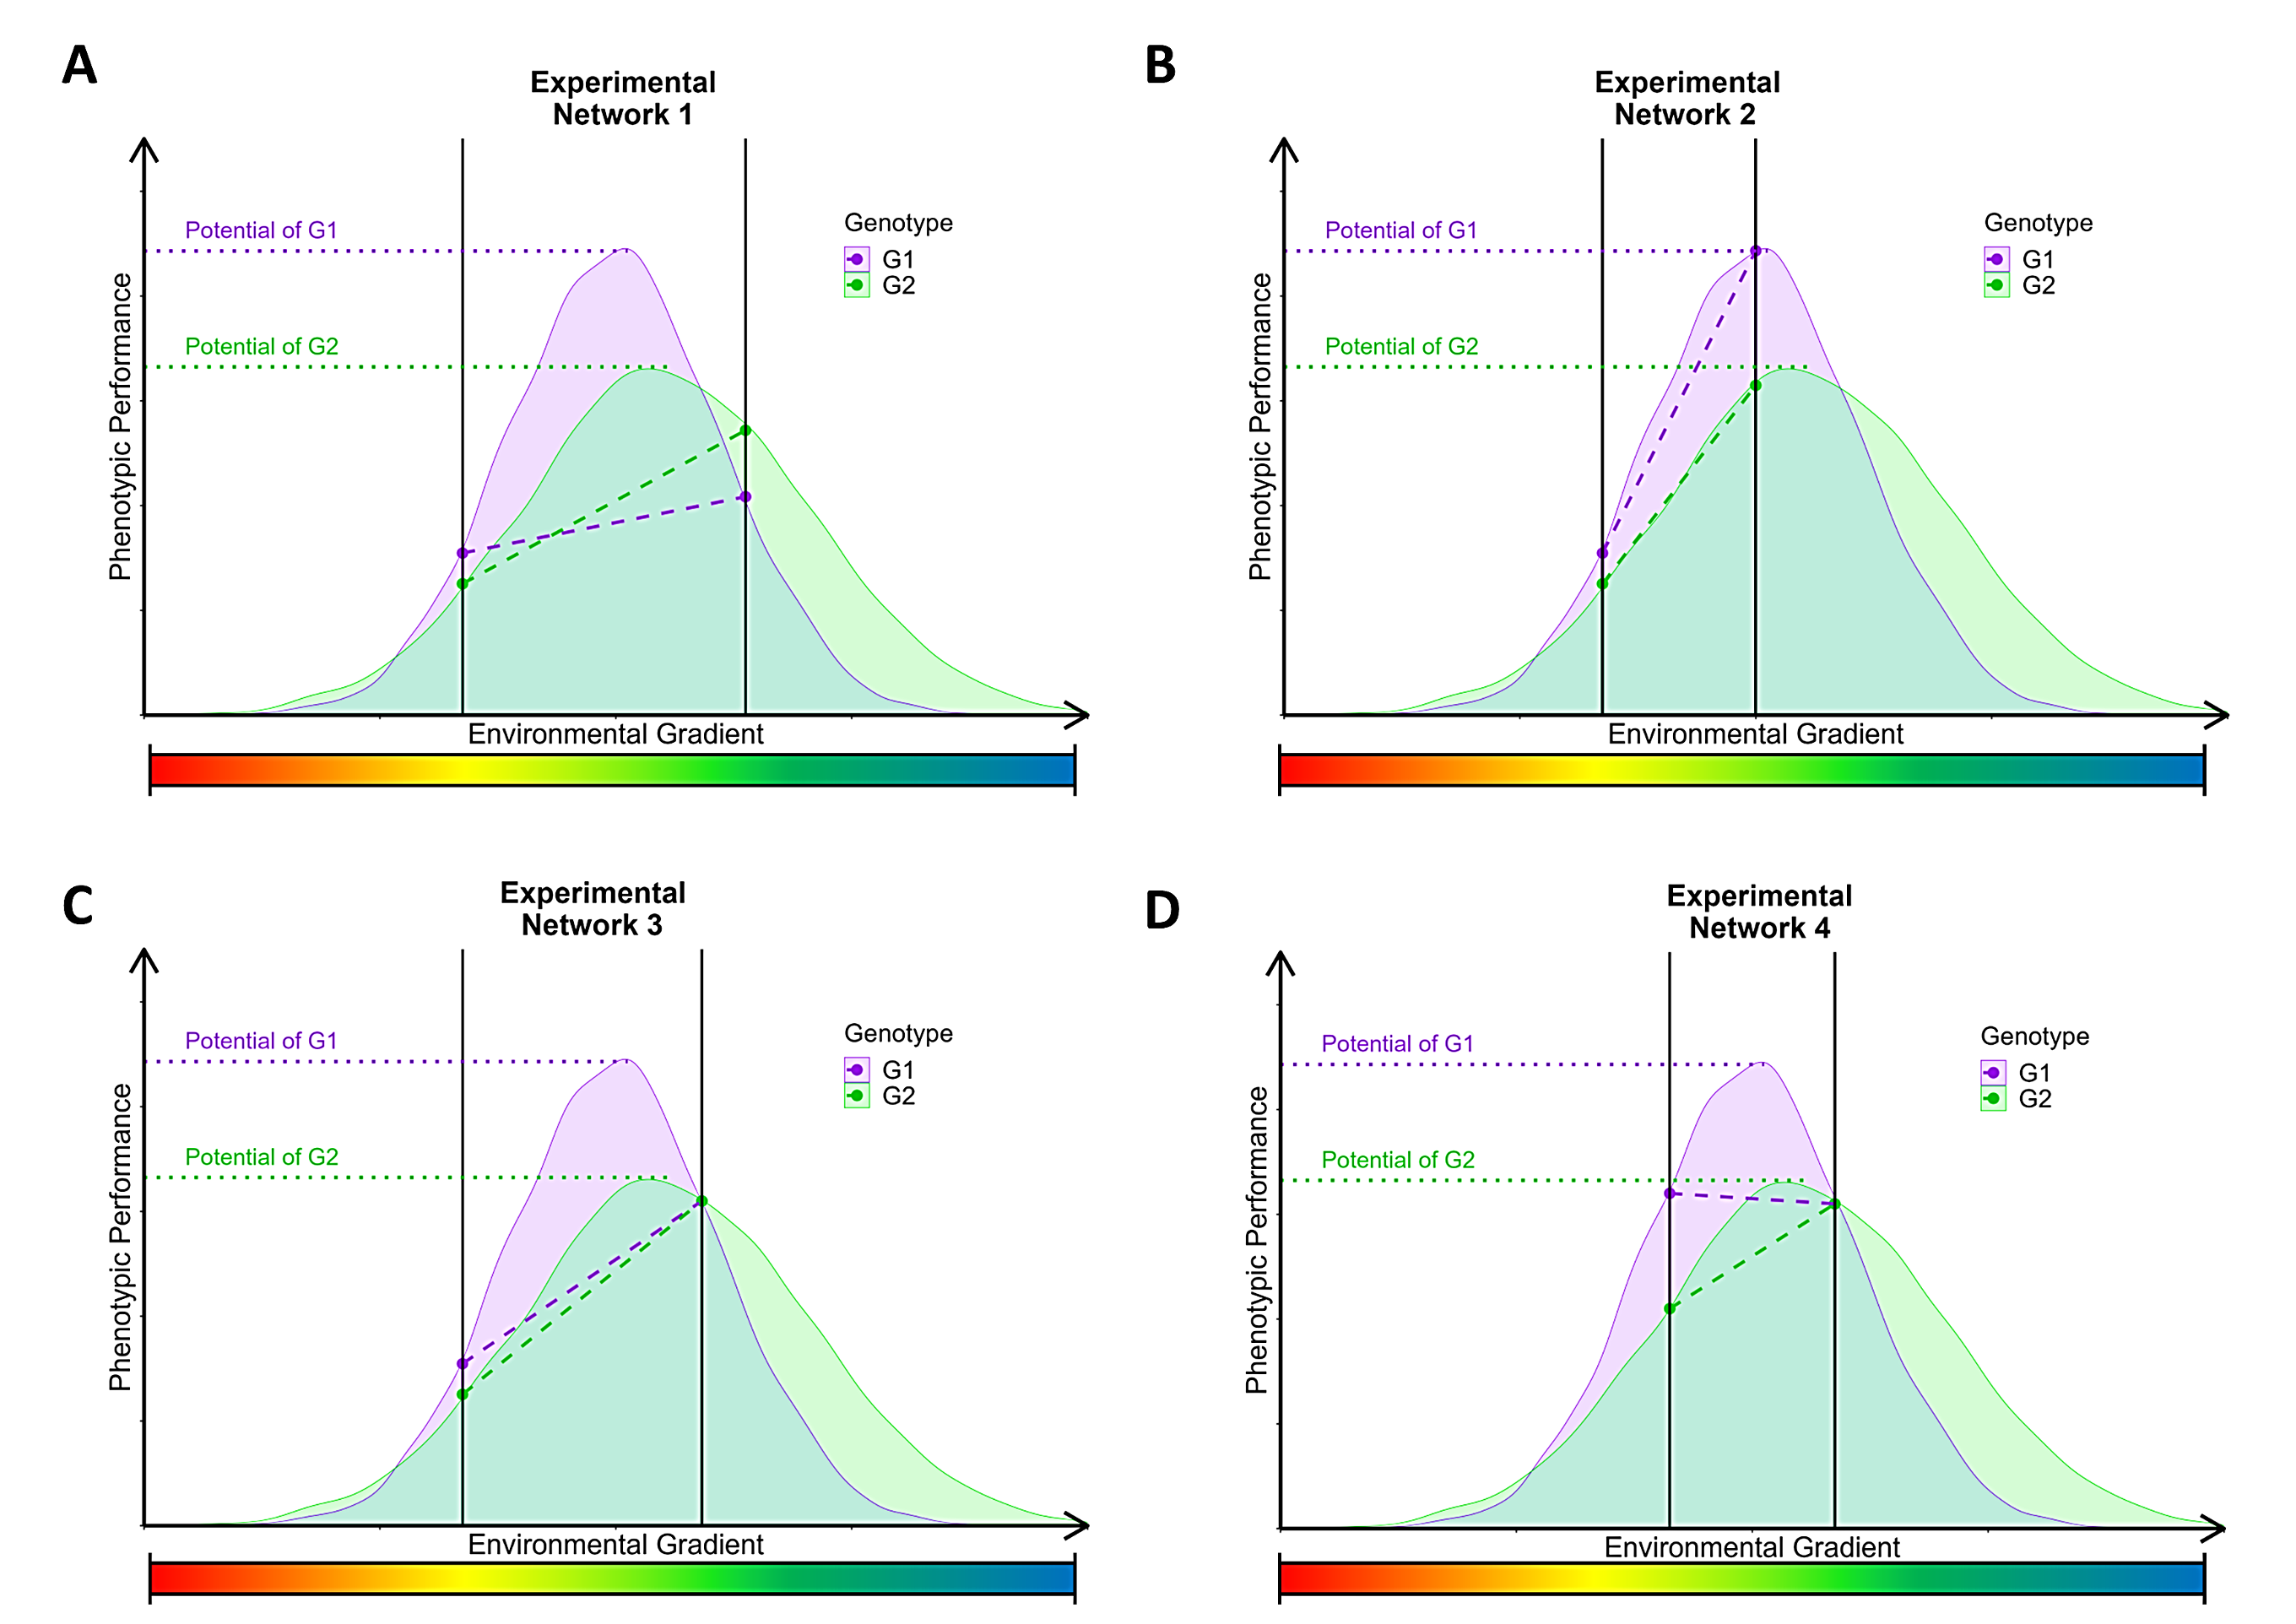 A
Experimental
Network 1
Potential of G1
Potential of G2
Genotype
G1
G2
Phenotypic Performance
Environmental Gradient
B
Experimental
Network 2
Potential of G1
Potential of G2
Genotype
G1
G2
Phenotypic Performance
Environmental Gradient
C
Experimental
Network 3
Potential of G1
Potential of G2
Genotype
G1
G2
Phenotypic Performance
Environmental Gradient
D
Experimental
Network 4
Potential of G1
Potential of G2
Genotype
G1
G2
Phenotypic Performance
Environmental Gradient